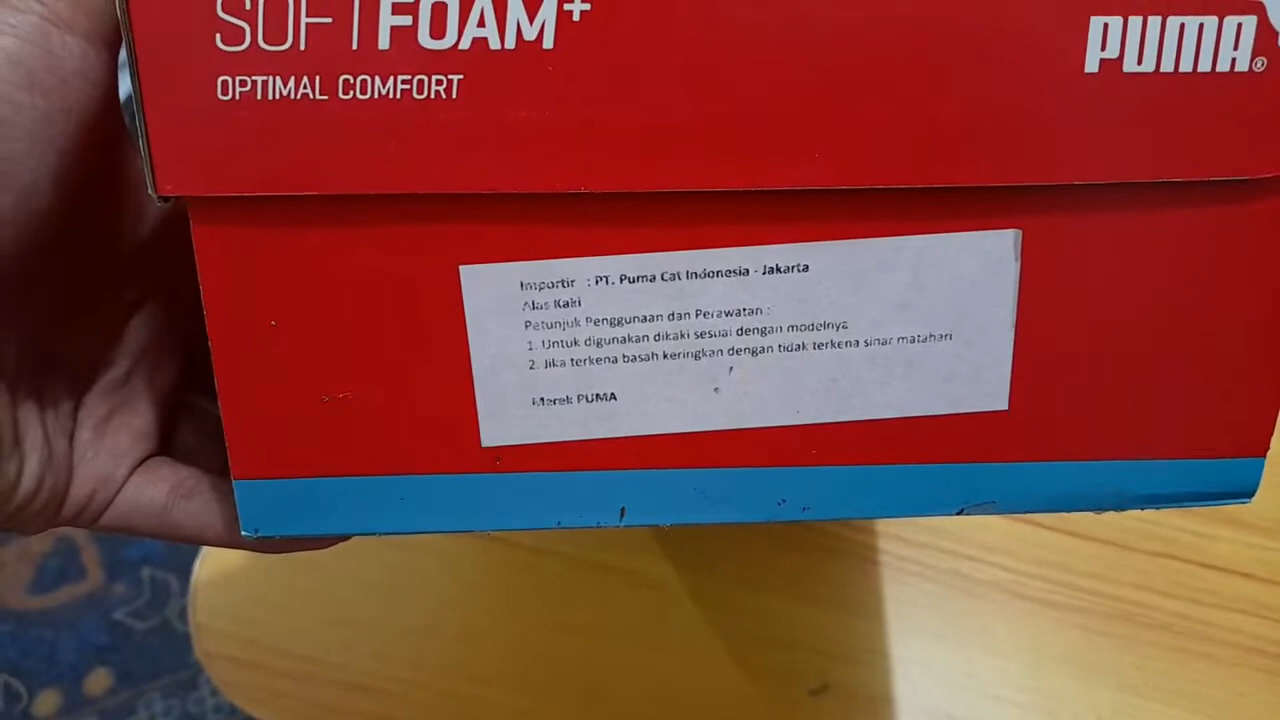 SOFTFOAM+
PUMA®
OPTIMAL COMFORT
Importir : PT. Puma Cat Indonesia - Jakarta
Alas Kaki
Petunjuk Penggunaan dan Perawatan :
1. Untuk digunakan dikaki sesuai dengan modelnya
2. Jika terkena basah keringkan dengan tidak terkena sinar matahari
Merek PUMA